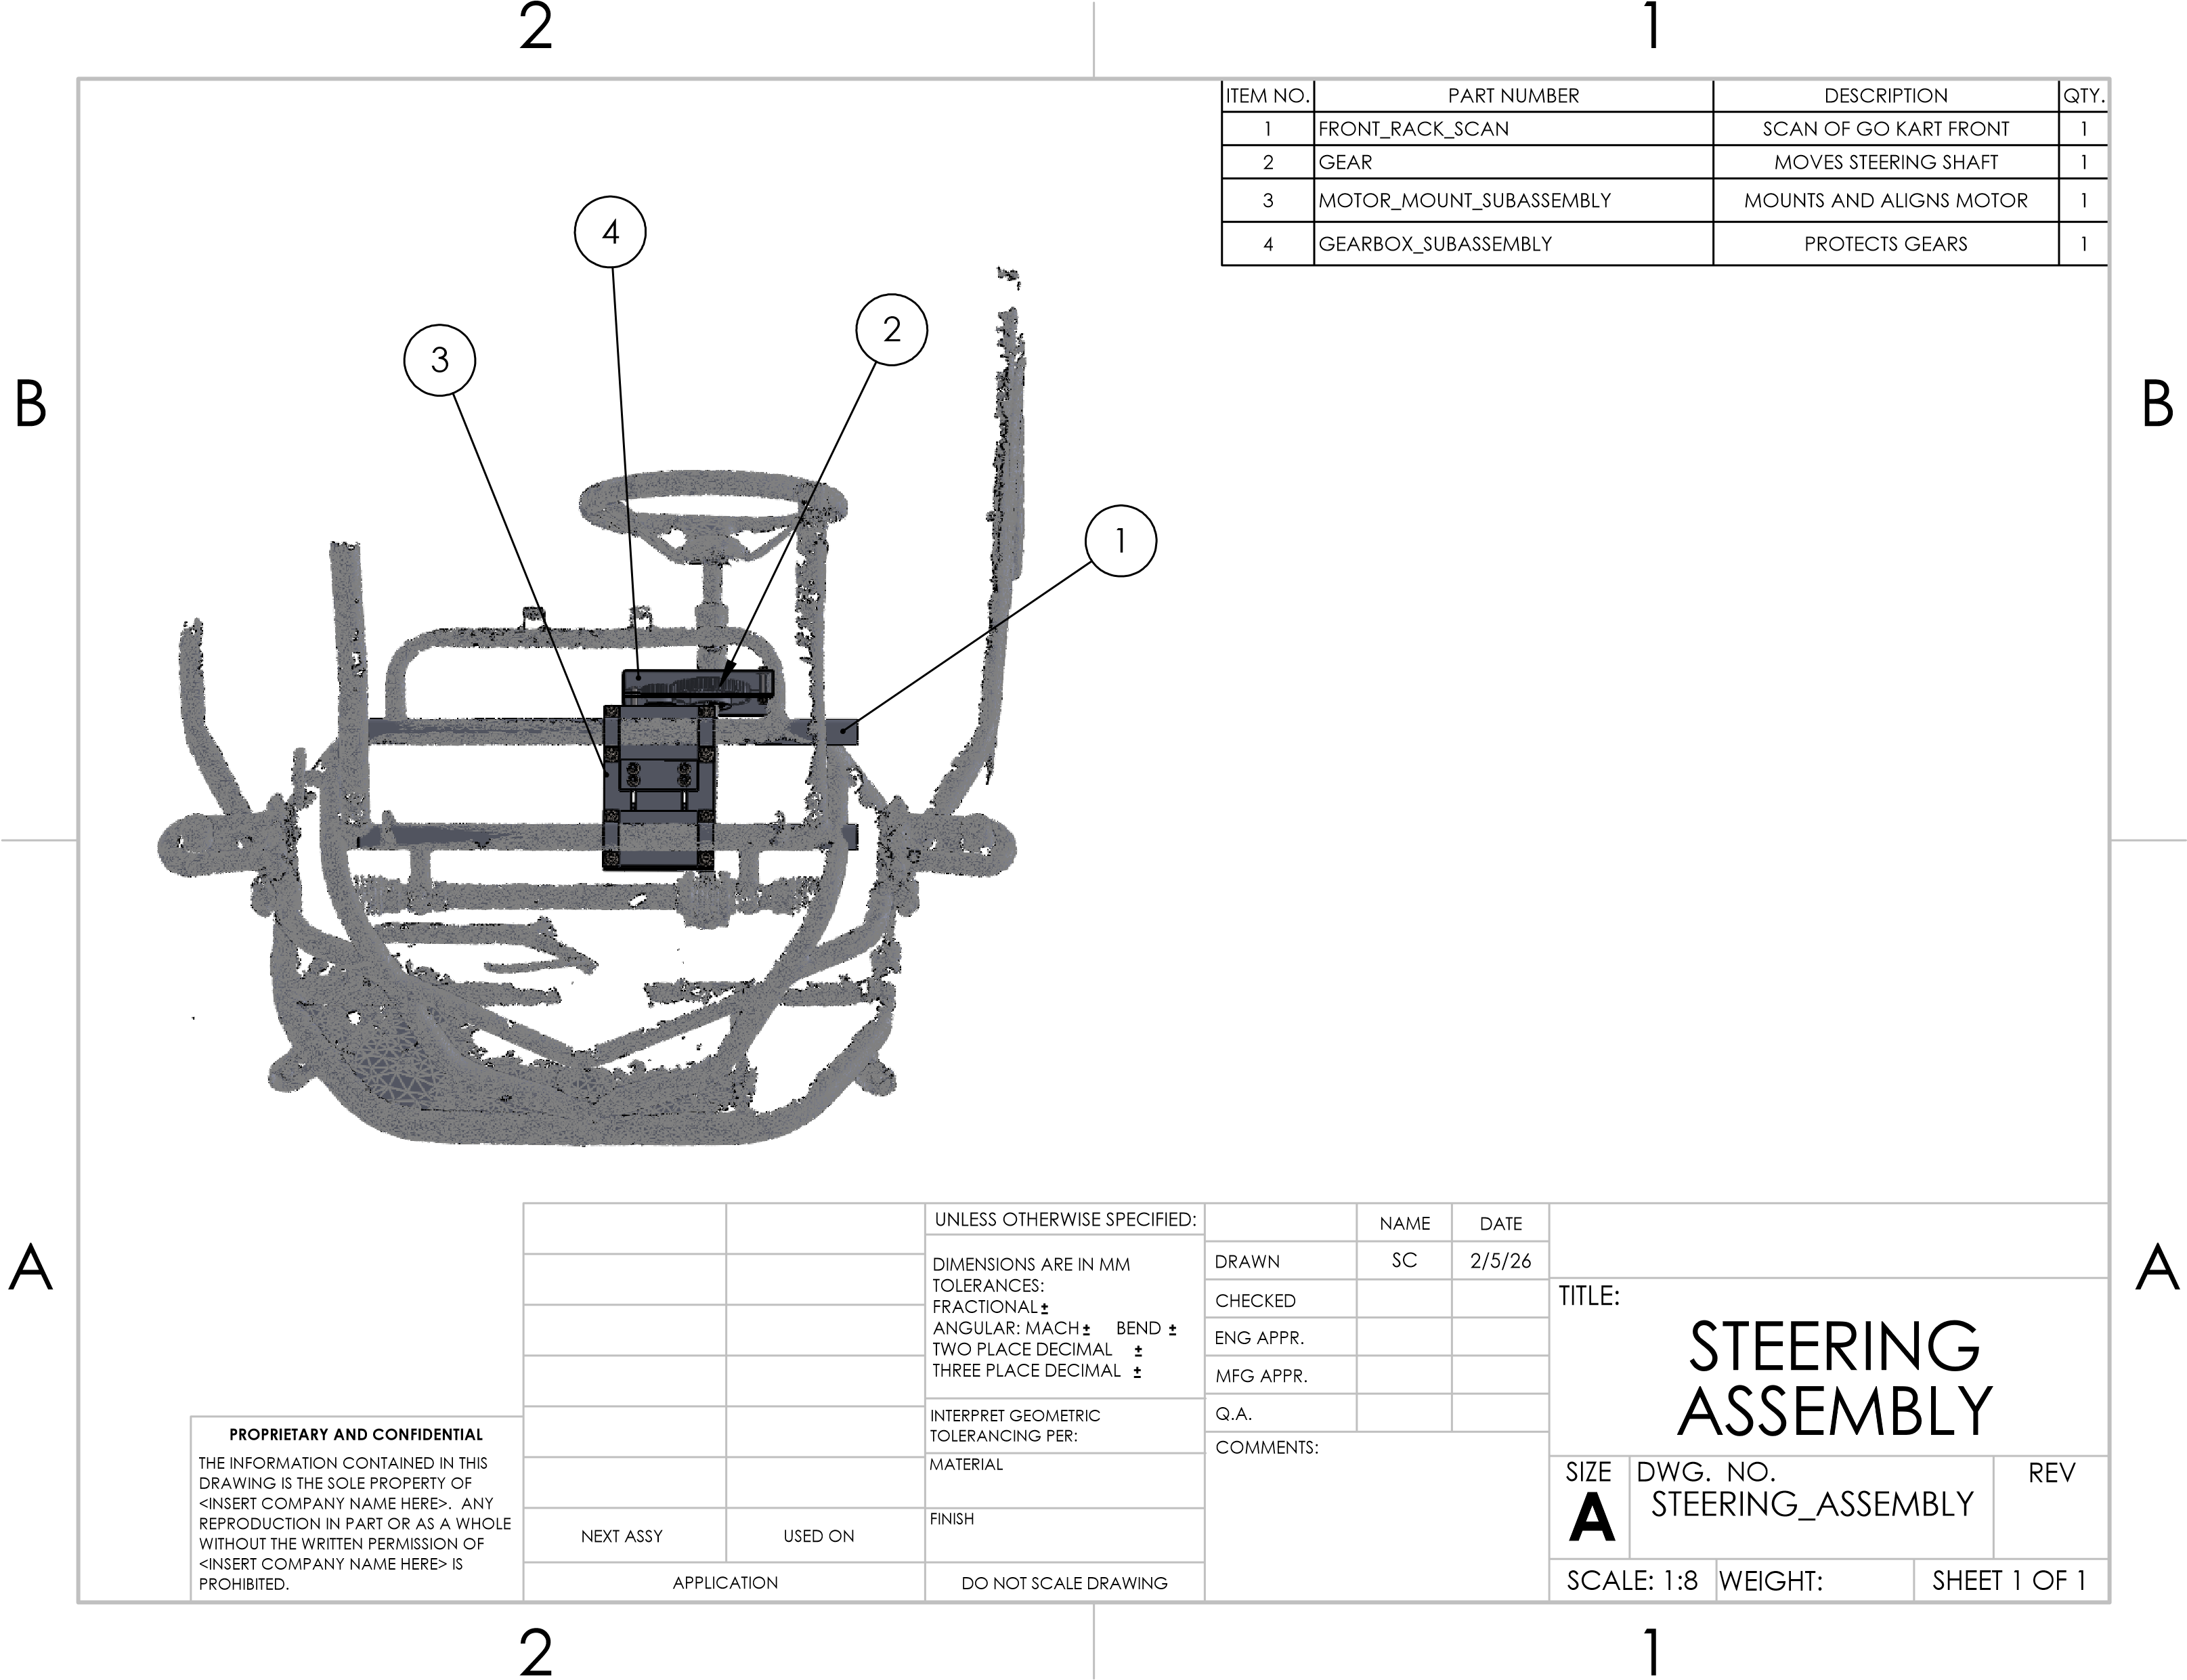 2 1
ITEM NO. PART NUMBER DESCRIPTION QTY.
1 FRONT_RACK_SCAN SCAN OF GO KART FRONT 1
2 GEAR MOVES STEERING SHAFT 1
3 MOTOR_MOUNT_SUBASSEMBLY MOUNTS AND ALIGNS MOTOR 1
4 GEARBOX_SUBASSEMBLY PROTECTS GEARS 1
4
2
3
B B
1
A A
UNLESS OTHERWISE SPECIFIED:
DIMENSIONS ARE IN MM
TOLERANCES:
FRACTIONAL ±
ANGULAR: MACH ± BEND ±
TWO PLACE DECIMAL ±
THREE PLACE DECIMAL ±
INTERPRET GEOMETRIC
TOLERANCING PER:
MATERIAL
FINISH
DO NOT SCALE DRAWING
NAME DATE
DRAWN SC 2/5/26
CHECKED
ENG APPR.
MFG APPR.
Q.A.
COMMENTS:
TITLE:
STEERING
ASSEMBLY
SIZE DWG. NO. REV
A STEERING_ASSEMBLY
SCALE: 1:8 WEIGHT: SHEET 1 OF 1
PROPRIETARY AND CONFIDENTIAL
THE INFORMATION CONTAINED IN THIS
DRAWING IS THE SOLE PROPERTY OF
<INSERT COMPANY NAME HERE>. ANY
REPRODUCTION IN PART OR AS A WHOLE
WITHOUT THE WRITTEN PERMISSION OF
<INSERT COMPANY NAME HERE> IS
PROHIBITED.
NEXT ASSY USED ON
APPLICATION
2 1